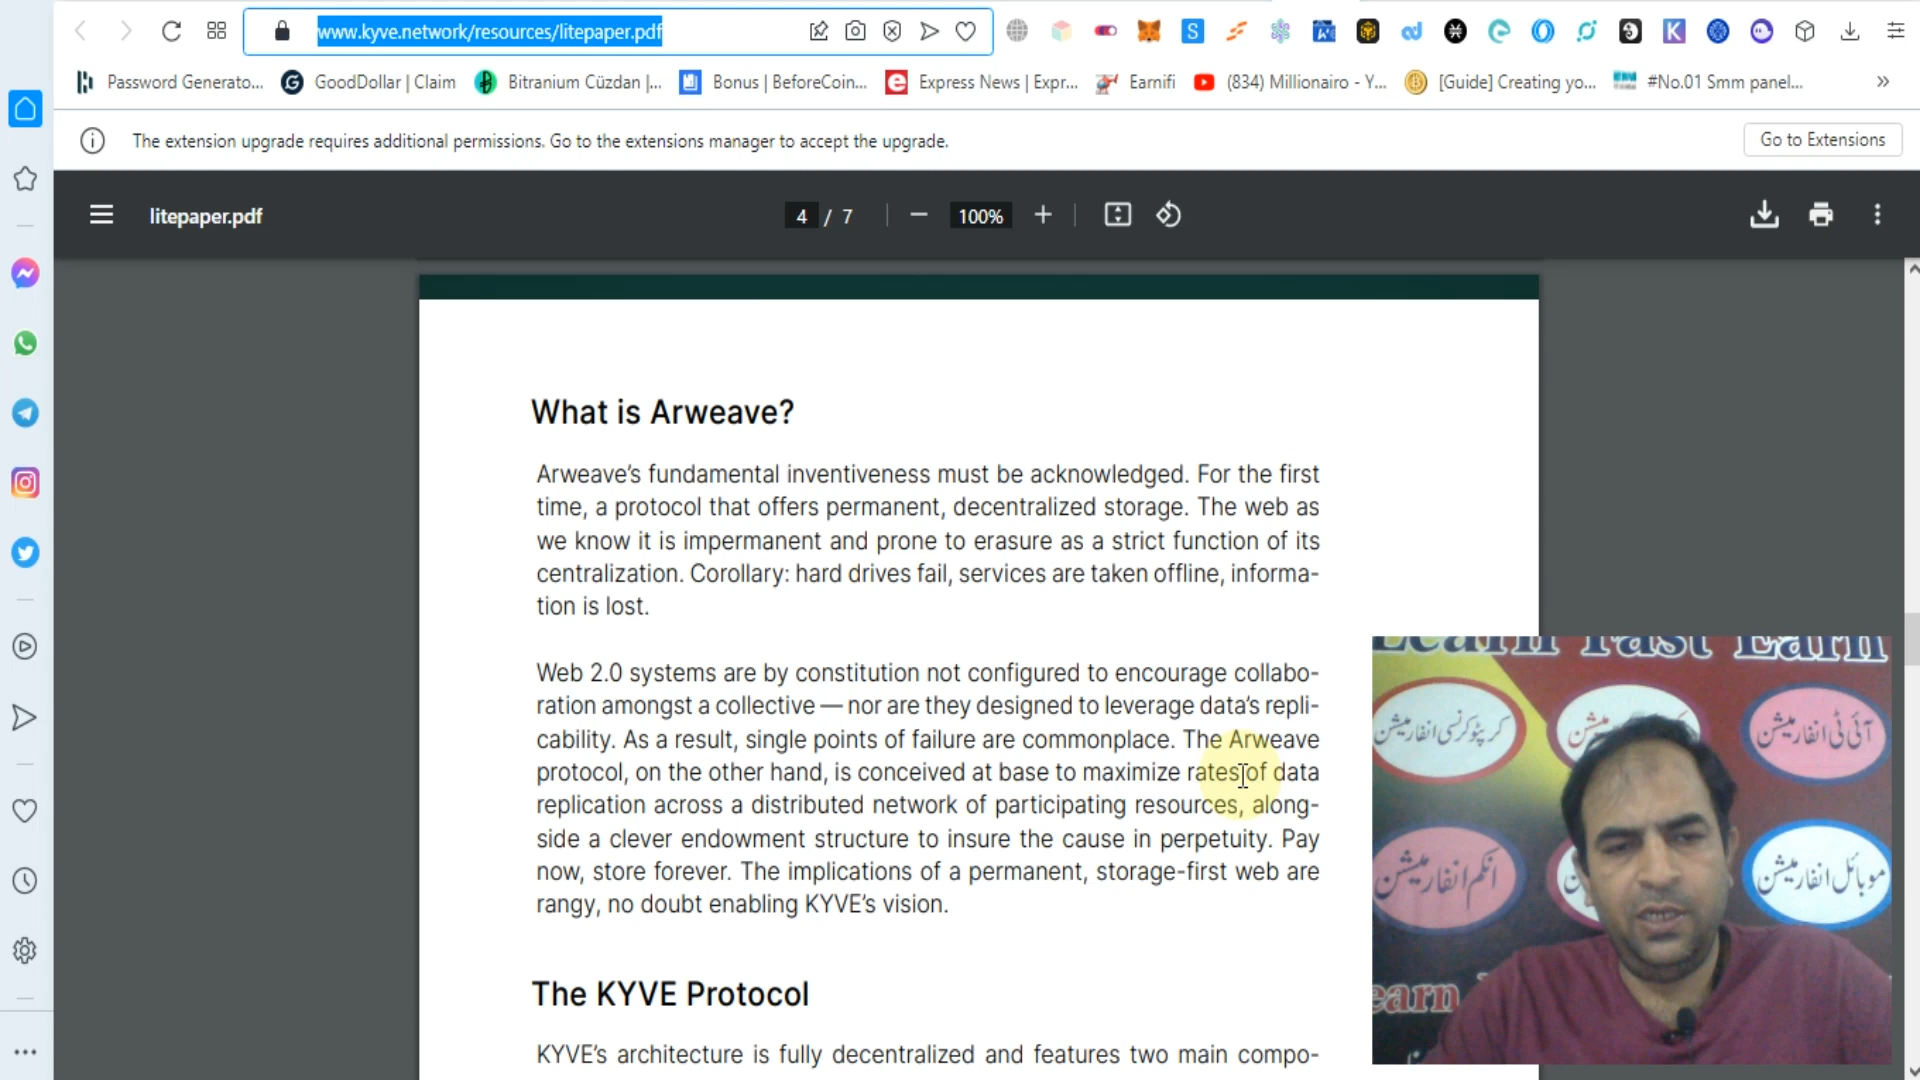 www.kyve.network/resources/litepaper.pdf
Password Generato... GoodDollar | Claim Bitranium Cüzdan |... Bonus | BeforeCoin... Express News | Expr... Earnifi (834) Millionairo - Y... [Guide] Creating yo... #No.01 Smm panel... »
The extension upgrade requires additional permissions. Go to the extensions manager to accept the upgrade. Go to Extensions
litepaper.pdf 4 / 7 100%
What is Arweave?
Arweave's fundamental inventiveness must be acknowledged. For the first
time, a protocol that offers permanent, decentralized storage. The web as
we know it is impermanent and prone to erasure as a strict function of its
centralization. Corollary: hard drives fail, services are taken offline, informa-
tion is lost.
Web 2.0 systems are by constitution not configured to encourage collabo-
ration amongst a collective — nor are they designed to leverage data's repli-
cability. As a result, single points of failure are commonplace. The Arweave
protocol, on the other hand, is conceived at base to maximize rates of data
replication across a distributed network of participating resources, along-
side a clever endowment structure to insure the cause in perpetuity. Pay
now, store forever. The implications of a permanent, storage-first web are
rangy, no doubt enabling KYVE's vision.
The KYVE Protocol
KYVE's architecture is fully decentralized and features two main compo-
Learn Fast Earn
کرپٹوکرنسی انفارمیشن
آئی ٹی انفارمیشن
انکم انفارمیشن
موبائل انفارمیشن
earn